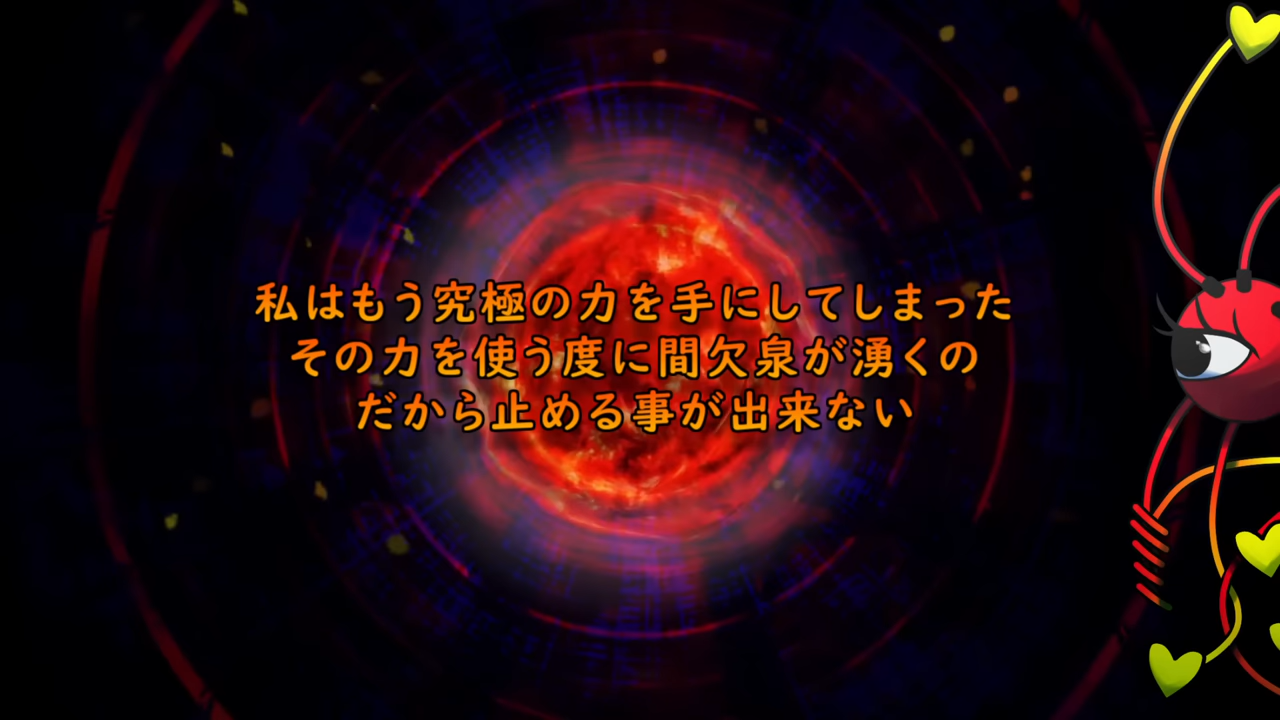 私はもう究極の力を手にしてしまった
その力を使う度に間欠泉が湧くの
だから止める事が出来ない